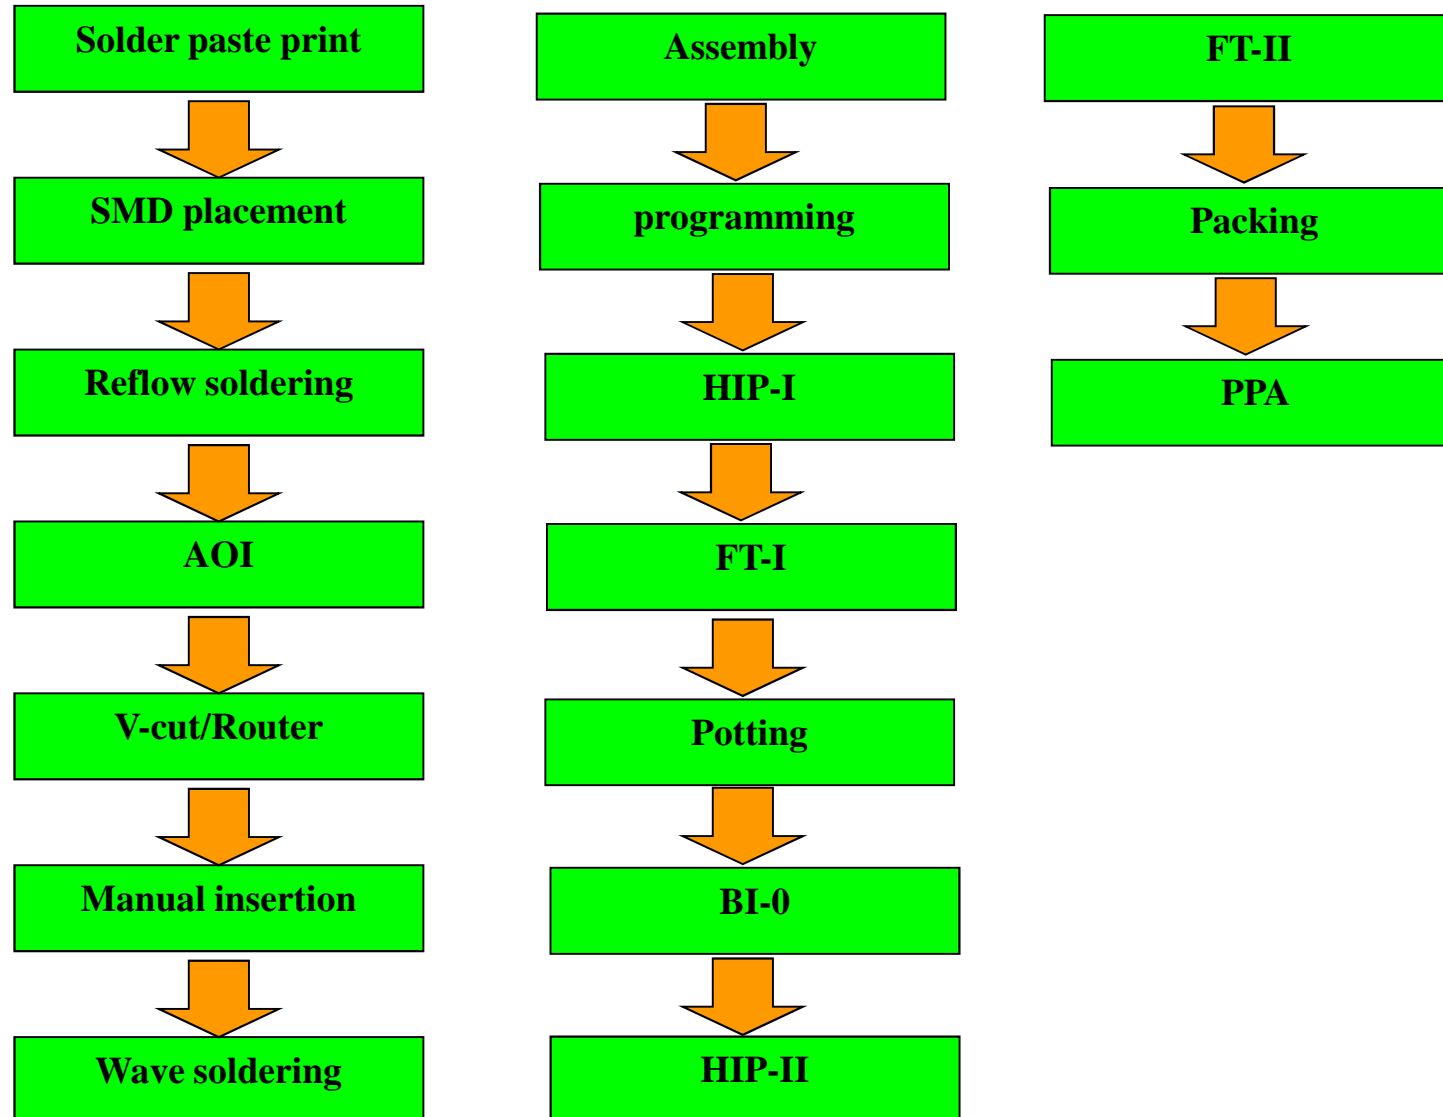 Solder paste print
SMD placement
Reflow soldering
AOI
V-cut/Router
Manual insertion
Wave soldering
Assembly
programming
HIP-I
FT-I
Potting
BI-0
HIP-II
FT-II
Packing
PPA